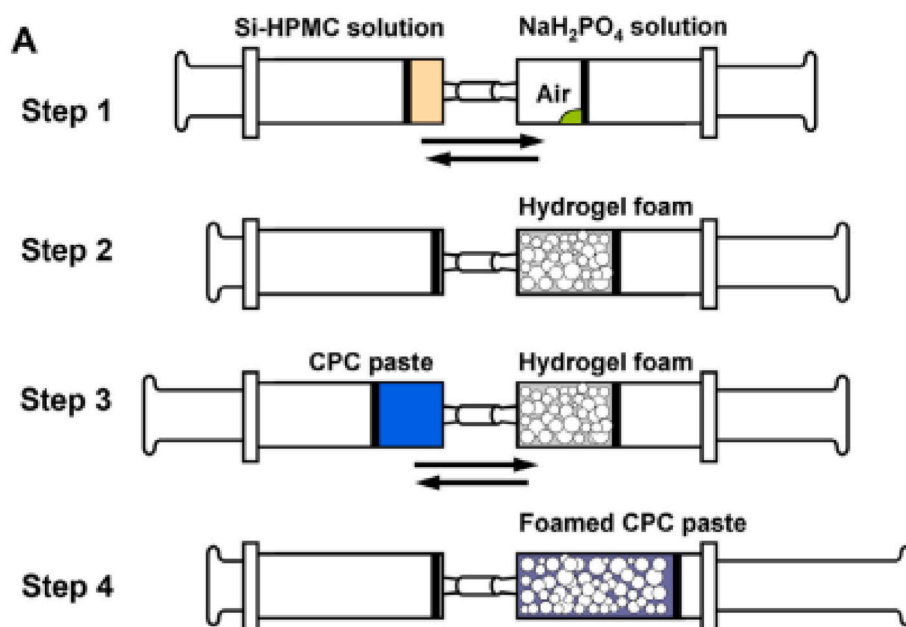 A
Si-HPMC solution
NaH₂PO₄ solution
Step 1
Air
Hydrogel foam
Step 2
CPC paste
Hydrogel foam
Step 3
Foamed CPC paste
Step 4